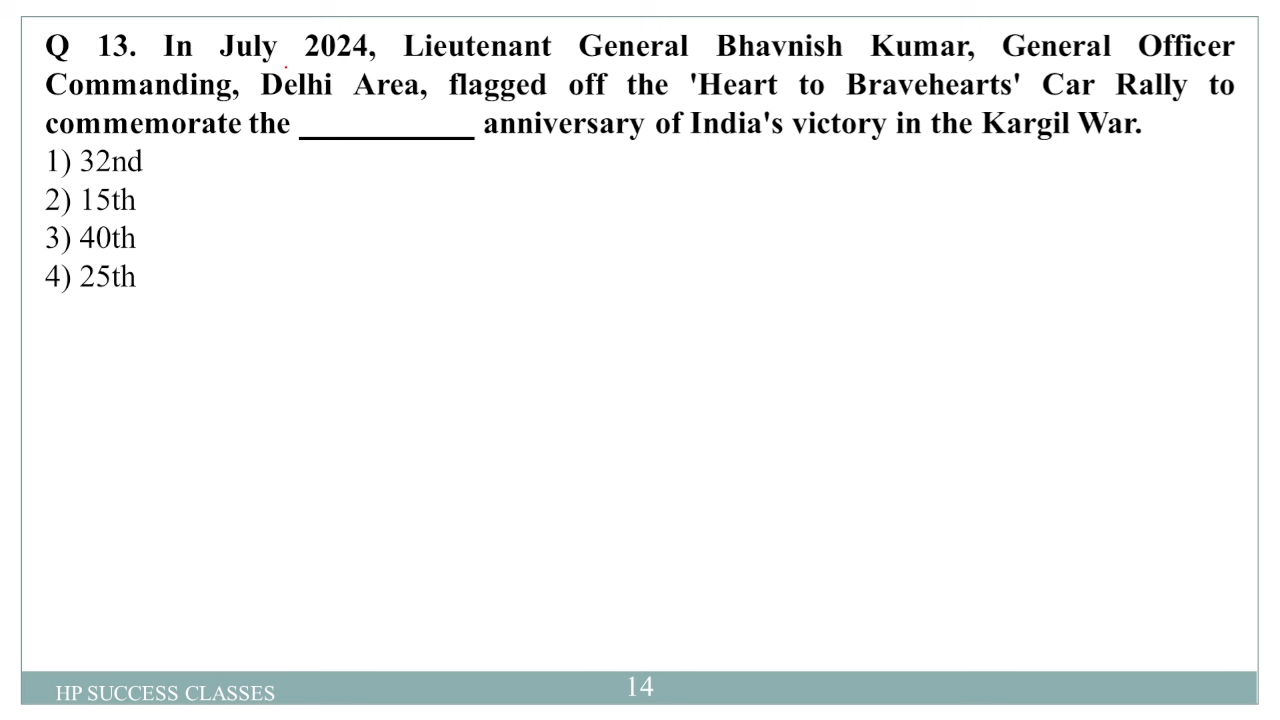 Q 13. In July 2024, Lieutenant General Bhavnish Kumar, General Officer
Commanding, Delhi Area, flagged off the 'Heart to Bravehearts' Car Rally to
commemorate the ___________ anniversary of India's victory in the Kargil War.
1) 32nd
2) 15th
3) 40th
4) 25th
HP SUCCESS CLASSES
14